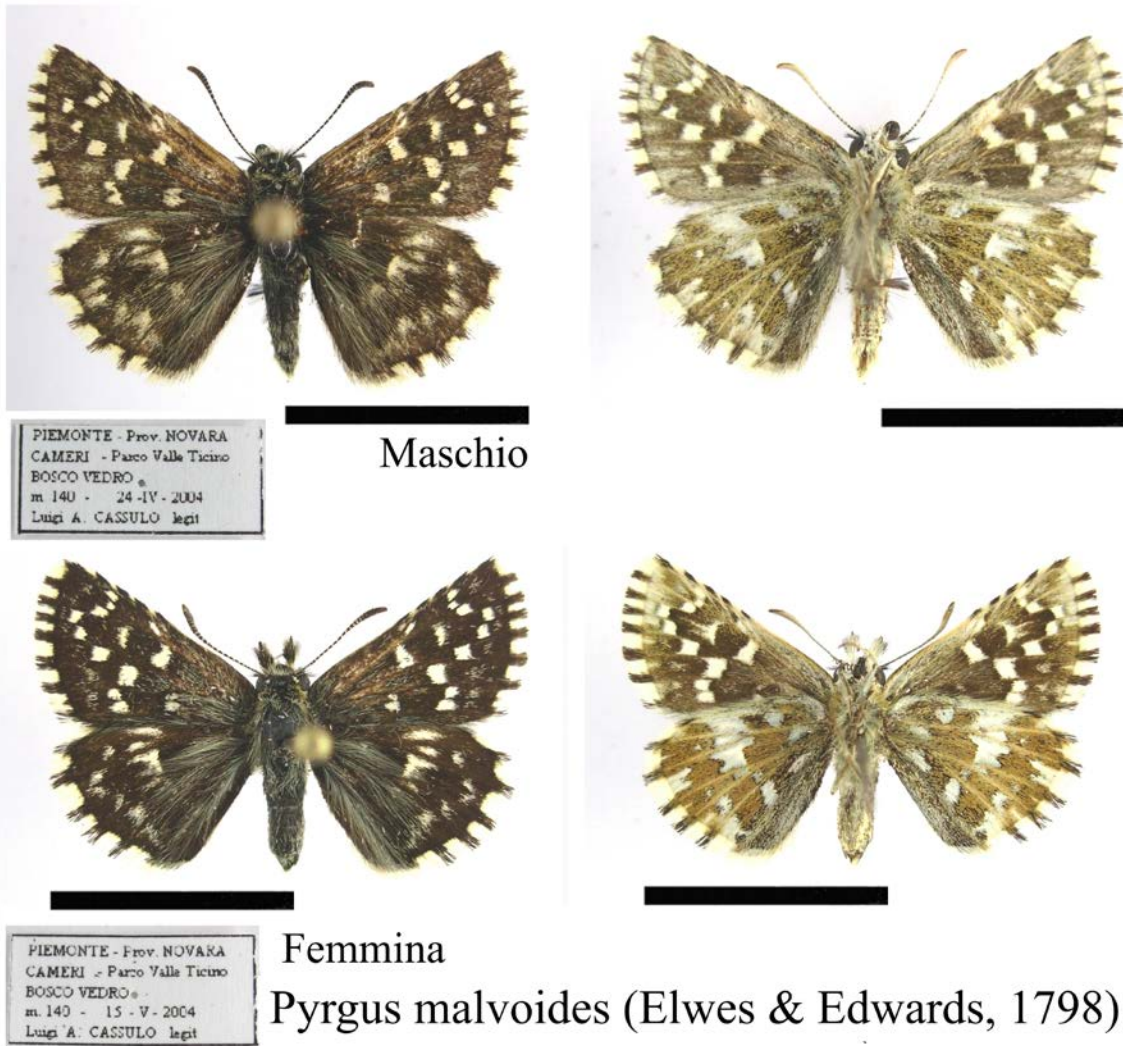 PIEMONTE - Prov. NOVARA
CAMERI - Parco Valle Ticino
BOSCO VEDRO
m. 140 - 24 -IV - 2004
Luigi A. CASSULO legit
Maschio
PIEMONTE - Prov. NOVARA
CAMERI - Parco Valle Ticino
BOSCO VEDRO
m. 140 - 15 - V - 2004
Luigi A. CASSULO legit
Femmina
Pyrgus malvoides (Elwes & Edwards, 1798)